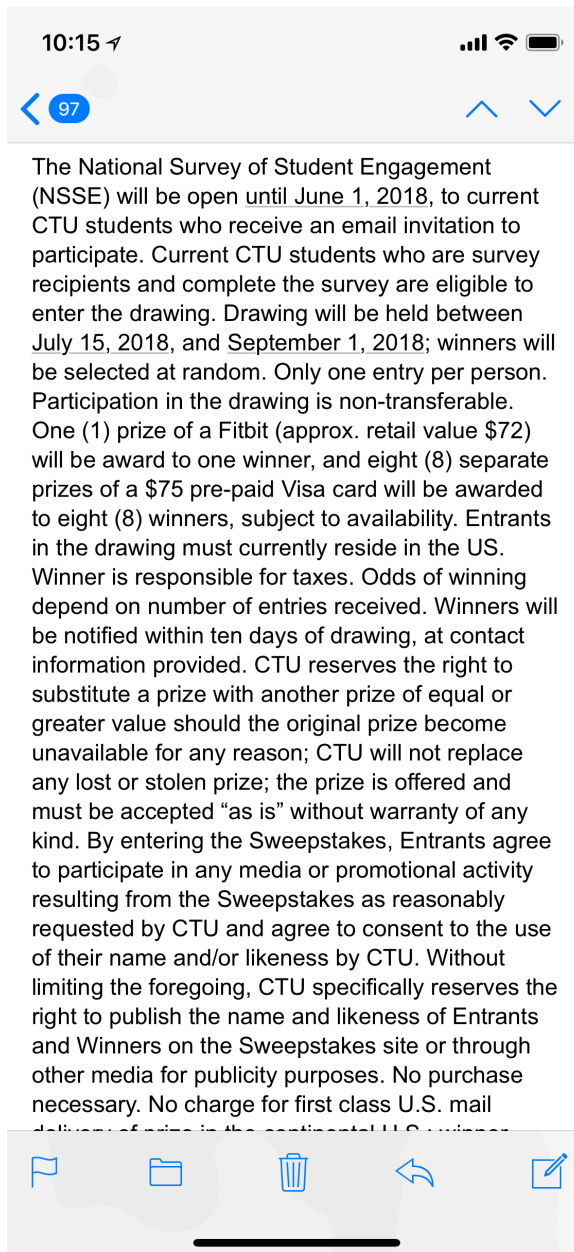 10:15
97
The National Survey of Student Engagement
(NSSE) will be open until June 1, 2018, to current
CTU students who receive an email invitation to
participate. Current CTU students who are survey
recipients and complete the survey are eligible to
enter the drawing. Drawing will be held between
July 15, 2018, and September 1, 2018; winners will
be selected at random. Only one entry per person.
Participation in the drawing is non-transferable.
One (1) prize of a Fitbit (approx. retail value $72)
will be award to one winner, and eight (8) separate
prizes of a $75 pre-paid Visa card will be awarded
to eight (8) winners, subject to availability. Entrants
in the drawing must currently reside in the US.
Winner is responsible for taxes. Odds of winning
depend on number of entries received. Winners will
be notified within ten days of drawing, at contact
information provided. CTU reserves the right to
substitute a prize with another prize of equal or
greater value should the original prize become
unavailable for any reason; CTU will not replace
any lost or stolen prize; the prize is offered and
must be accepted “as is” without warranty of any
kind. By entering the Sweepstakes, Entrants agree
to participate in any media or promotional activity
resulting from the Sweepstakes as reasonably
requested by CTU and agree to consent to the use
of their name and/or likeness by CTU. Without
limiting the foregoing, CTU specifically reserves the
right to publish the name and likeness of Entrants
and Winners on the Sweepstakes site or through
other media for publicity purposes. No purchase
necessary. No charge for first class U.S. mail
delivery of prize in the continental U.S.; winner